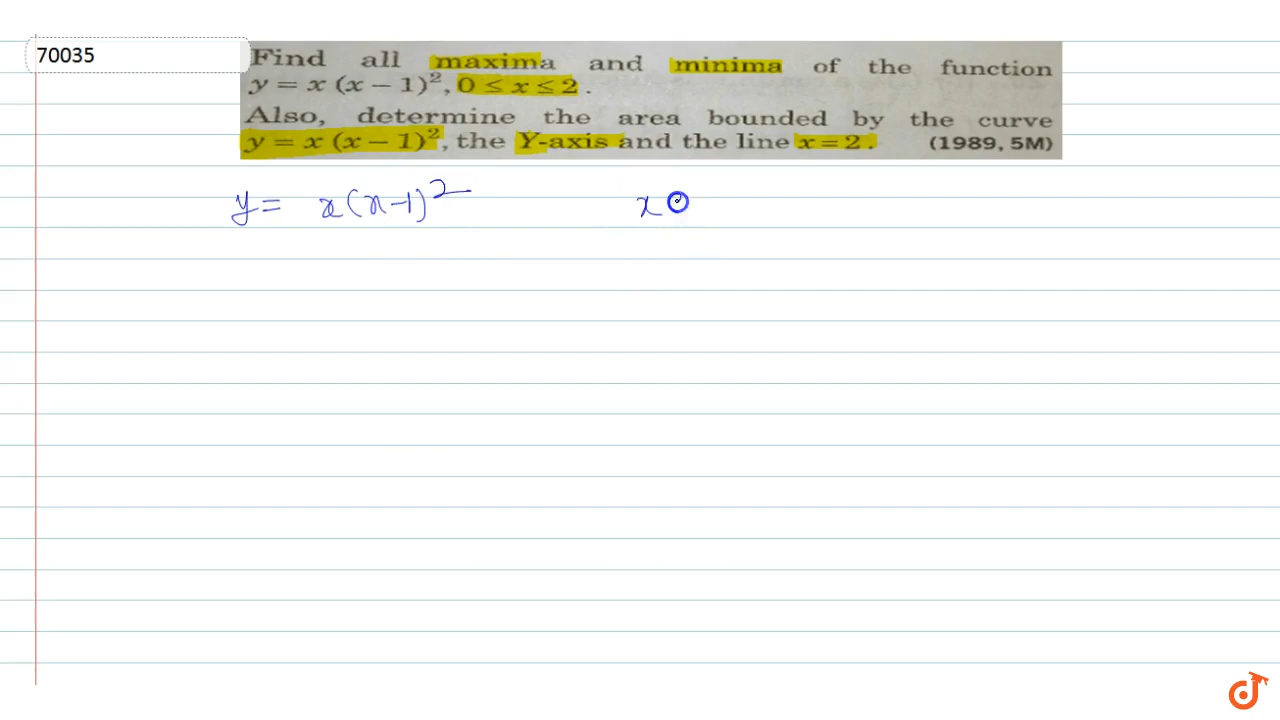 70035
Find all maxima and minima of the function
y = x (x − 1)², 0 ≤ x ≤ 2 .
Also, determine the area bounded by the curve
y = x (x − 1)², the Y-axis and the line x = 2 . (1989, 5M)
y = x(x-1)² x